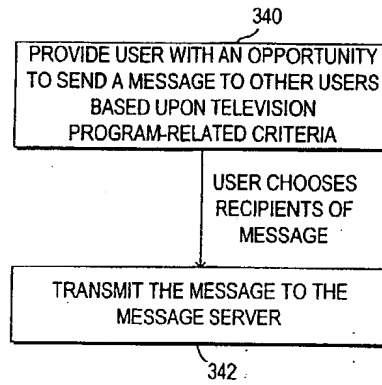 340
PROVIDE USER WITH AN OPPORTUNITY
TO SEND A MESSAGE TO OTHER USERS
BASED UPON TELEVISION
PROGRAM-RELATED CRITERIA
USER CHOOSES
RECIPIENTS OF
MESSAGE
TRANSMIT THE MESSAGE TO THE
MESSAGE SERVER
342